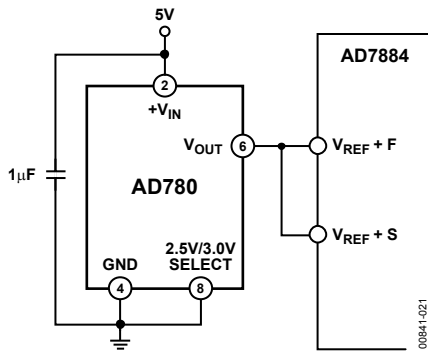 5V
AD7884
2
+VIN
VOUT
6
VREF + F
1μF
AD780
2.5V/3.0V
GND
SELECT
VREF + S
4
8
00841-021